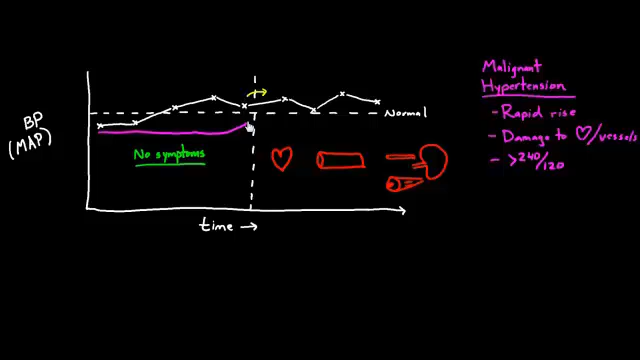 Malignant
Hypertension
- Rapid rise
- Damage to ♡/vessels
- >240/120
BP
(MAP)
Normal
No symptoms
time →